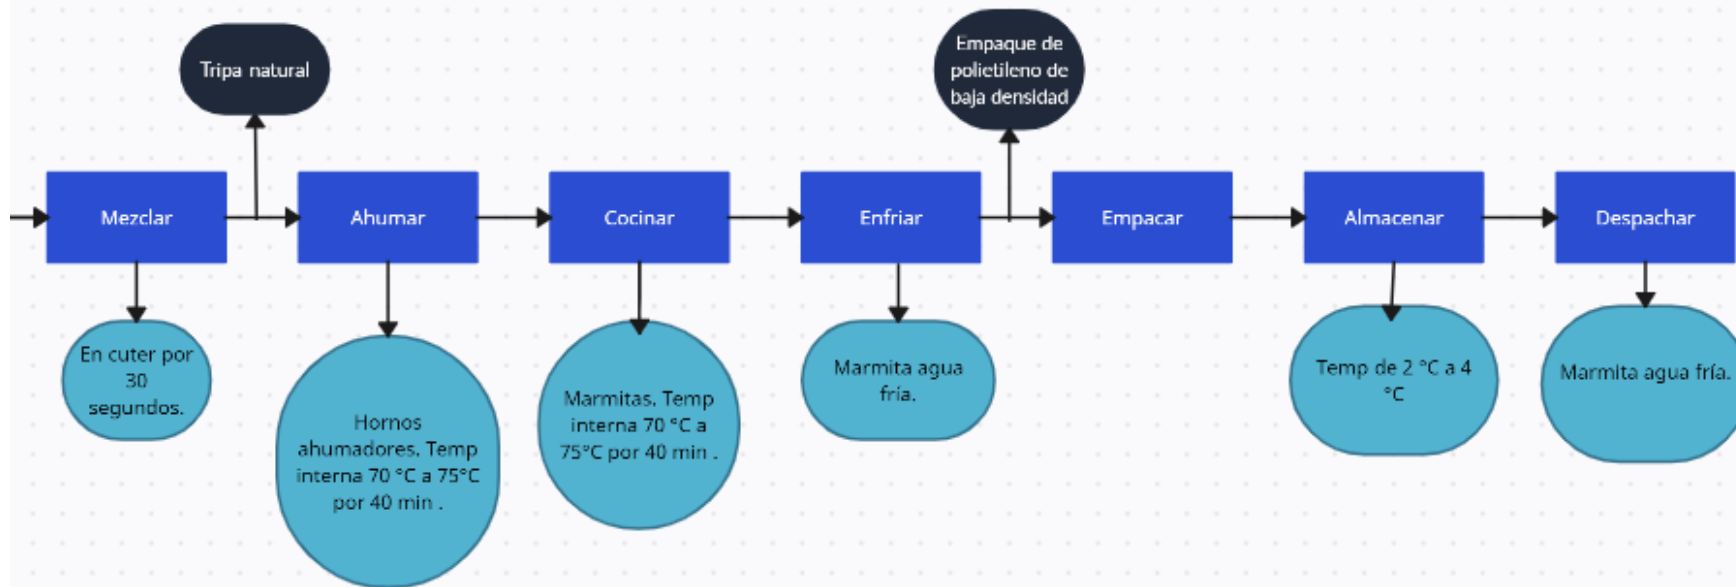 Tripa natural
Empaque de
polietileno de
baja densidad
Mezclar
Ahumar
Cocinar
Enfriar
Empacar
Almacenar
Despachar
En cuter por
30
segundos.
Hornos
ahumadores. Temp
interna 70 °C a 75°C
por 40 min .
Marmitas. Temp
interna 70 °C a
75°C por 40 min .
Marmita agua
fría.
Temp de 2 °C a 4
°C
Marmita agua fría.